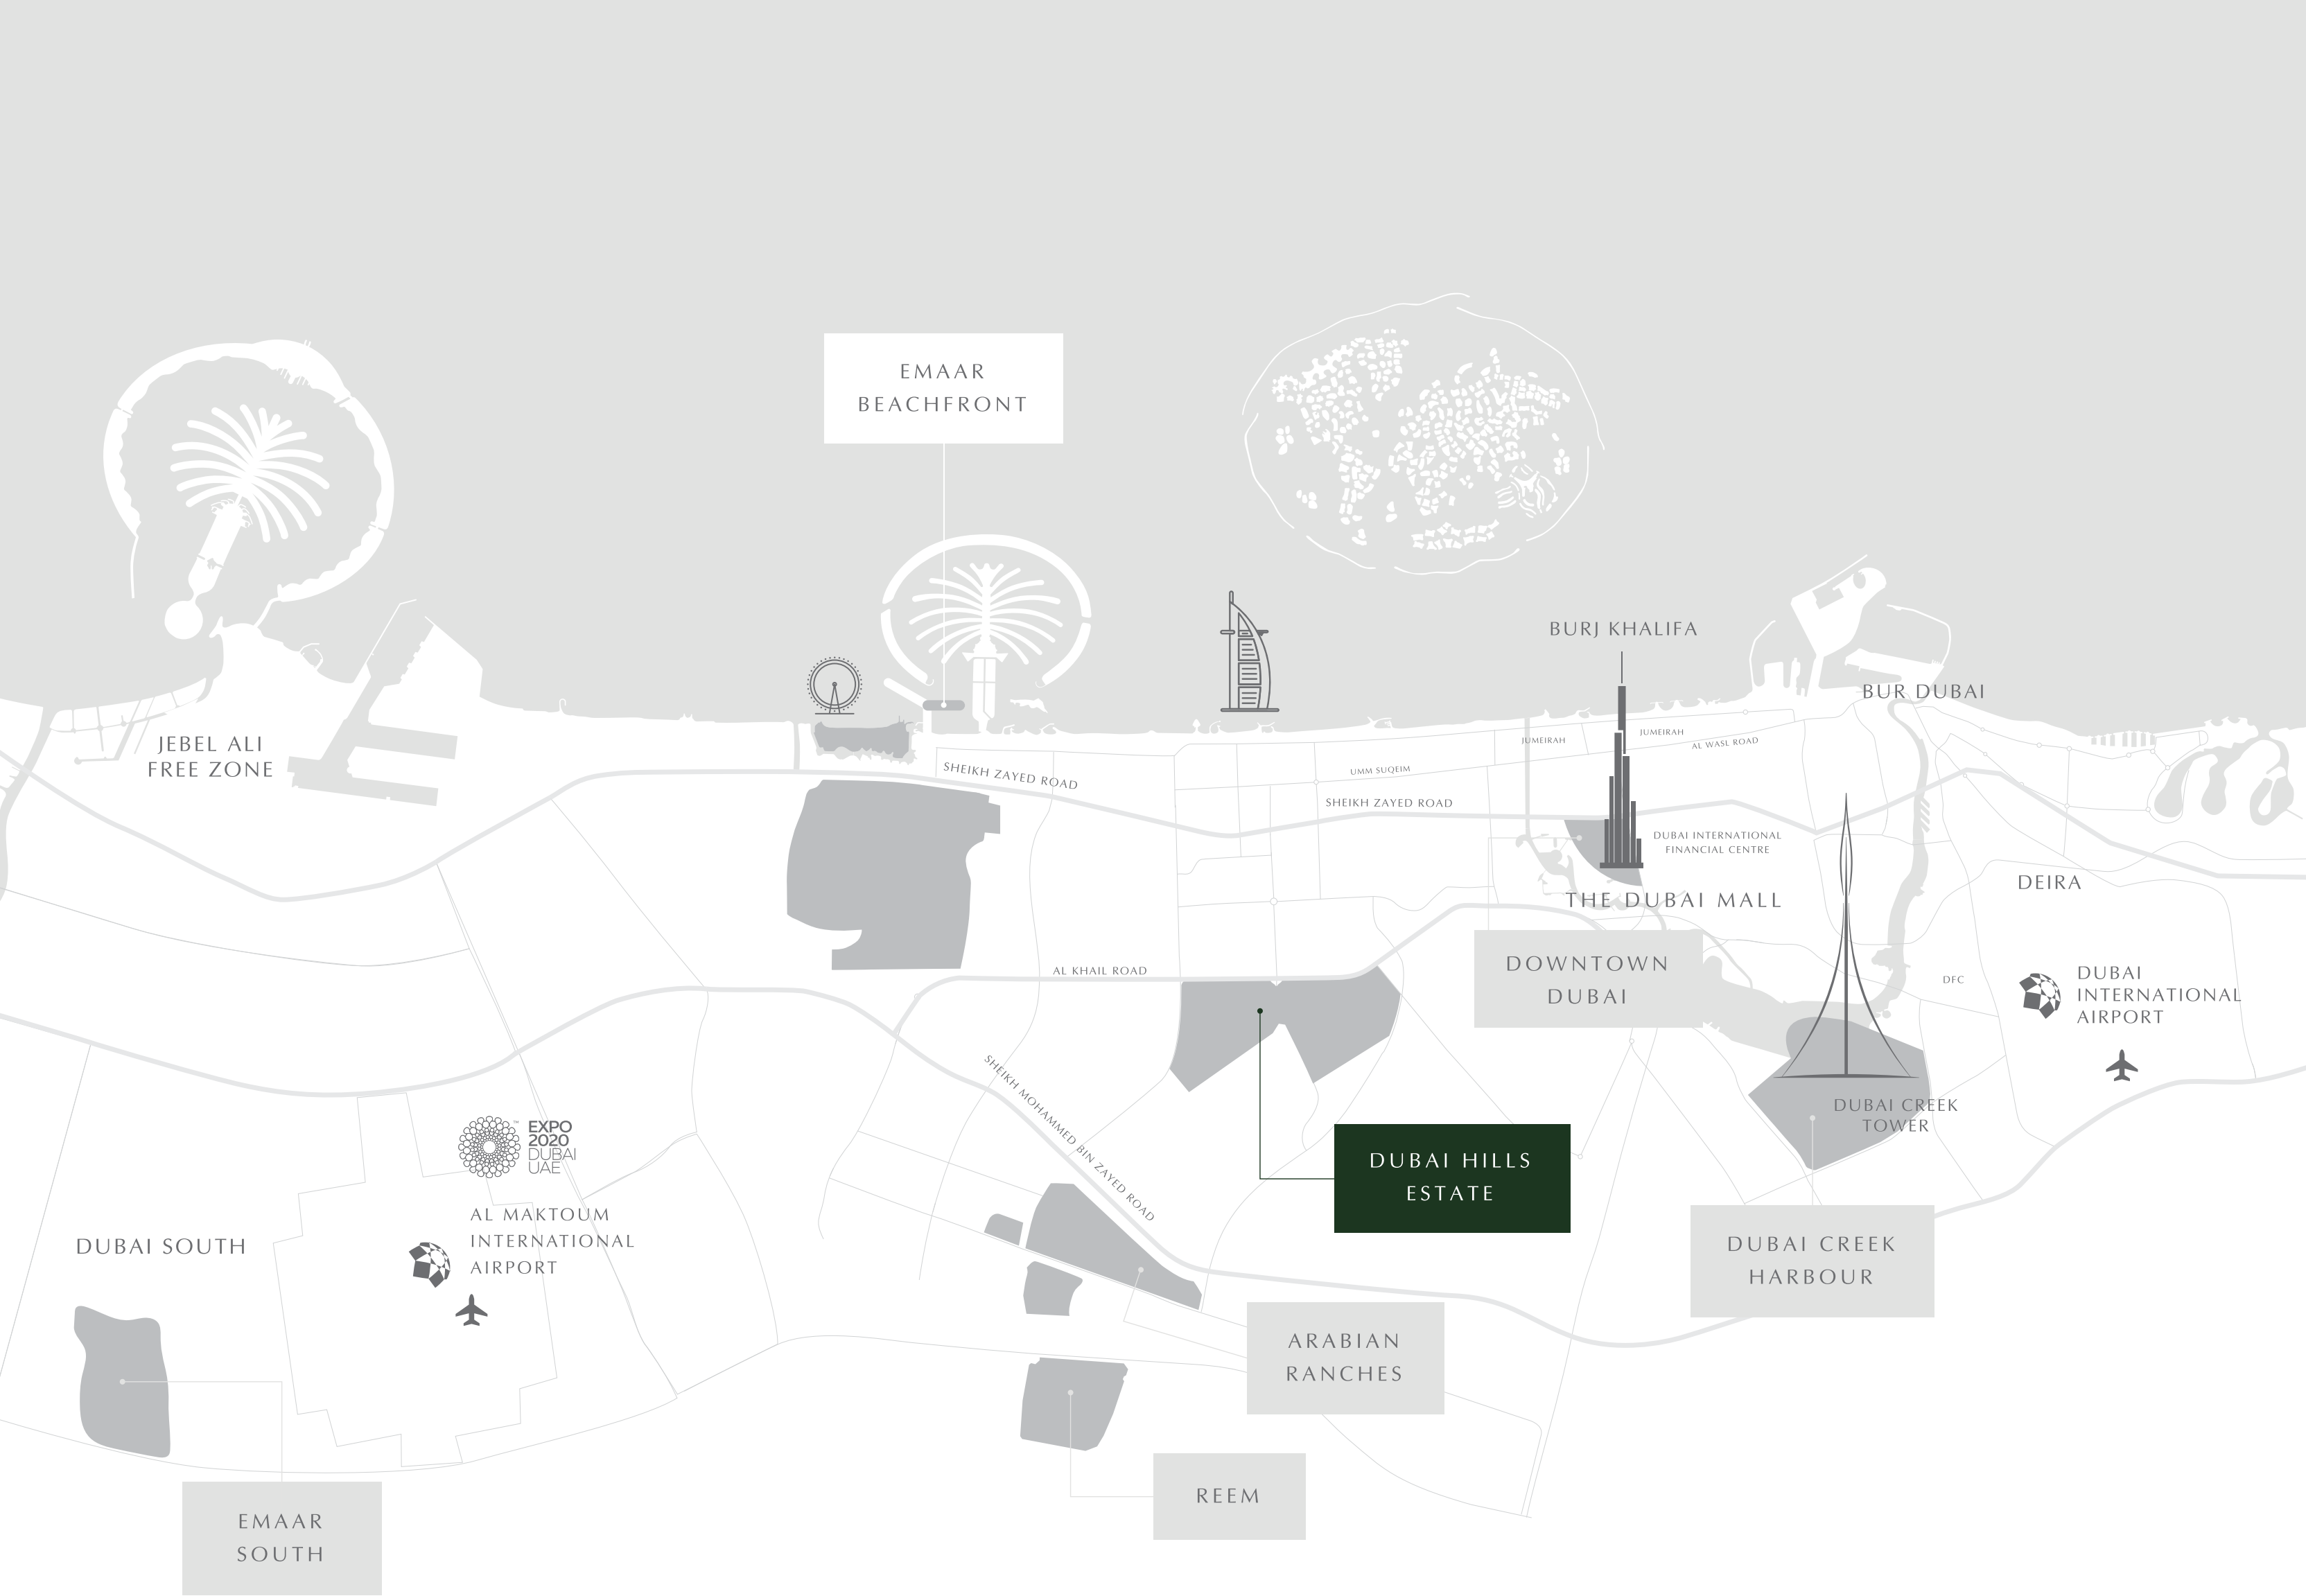 EMAAR
BEACHFRONT
BURJ KHALIFA
BUR DUBAI
JEBEL ALI
FREE ZONE
SHEIKH ZAYED ROAD
UMM SUQEIM
JUMEIRAH
JUMEIRAH
AL WASL ROAD
SHEIKH ZAYED ROAD
DUBAI INTERNATIONAL
FINANCIAL CENTRE
THE DUBAI MALL
DEIRA
DOWNTOWN
DUBAI
AL KHAIL ROAD
DFC
DUBAI
INTERNATIONAL
AIRPORT
SHEIKH MOHAMMED BIN ZAYED ROAD
DUBAI CREEK
TOWER
EXPO
2020
DUBAI
UAE
™
DUBAI HILLS
ESTATE
AL MAKTOUM
INTERNATIONAL
AIRPORT
DUBAI SOUTH
DUBAI CREEK
HARBOUR
ARABIAN
RANCHES
REEM
EMAAR
SOUTH